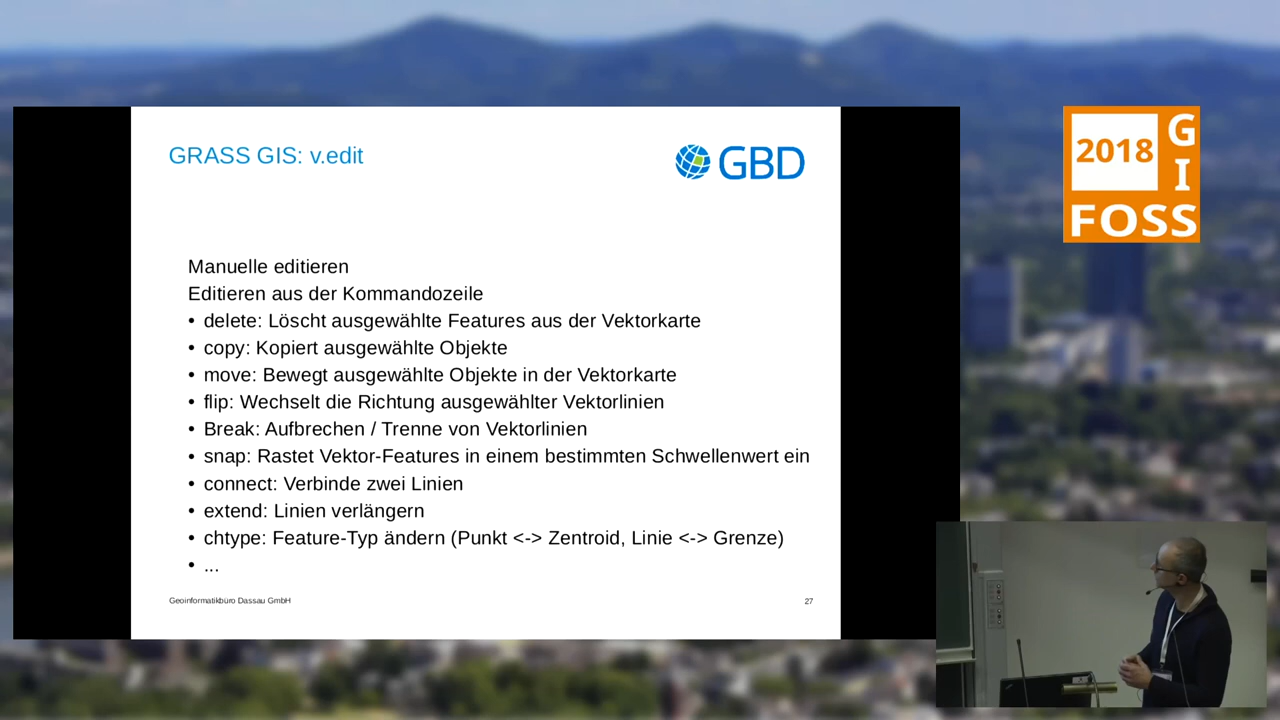 GRASS GIS: v.edit
GBD
Manuelle editieren
Editieren aus der Kommandozeile
• delete: Löscht ausgewählte Features aus der Vektorkarte
• copy: Kopiert ausgewählte Objekte
• move: Bewegt ausgewählte Objekte in der Vektorkarte
• flip: Wechselt die Richtung ausgewählter Vektorlinien
• Break: Aufbrechen / Trenne von Vektorlinien
• snap: Rastet Vektor-Features in einem bestimmten Schwellenwert ein
• connect: Verbinde zwei Linien
• extend: Linien verlängern
• chtype: Feature-Typ ändern (Punkt <-> Zentroid, Linie <-> Grenze)
• ...
Geoinformatikbüro Dassau GmbH
27
2018
G
I
FOSS